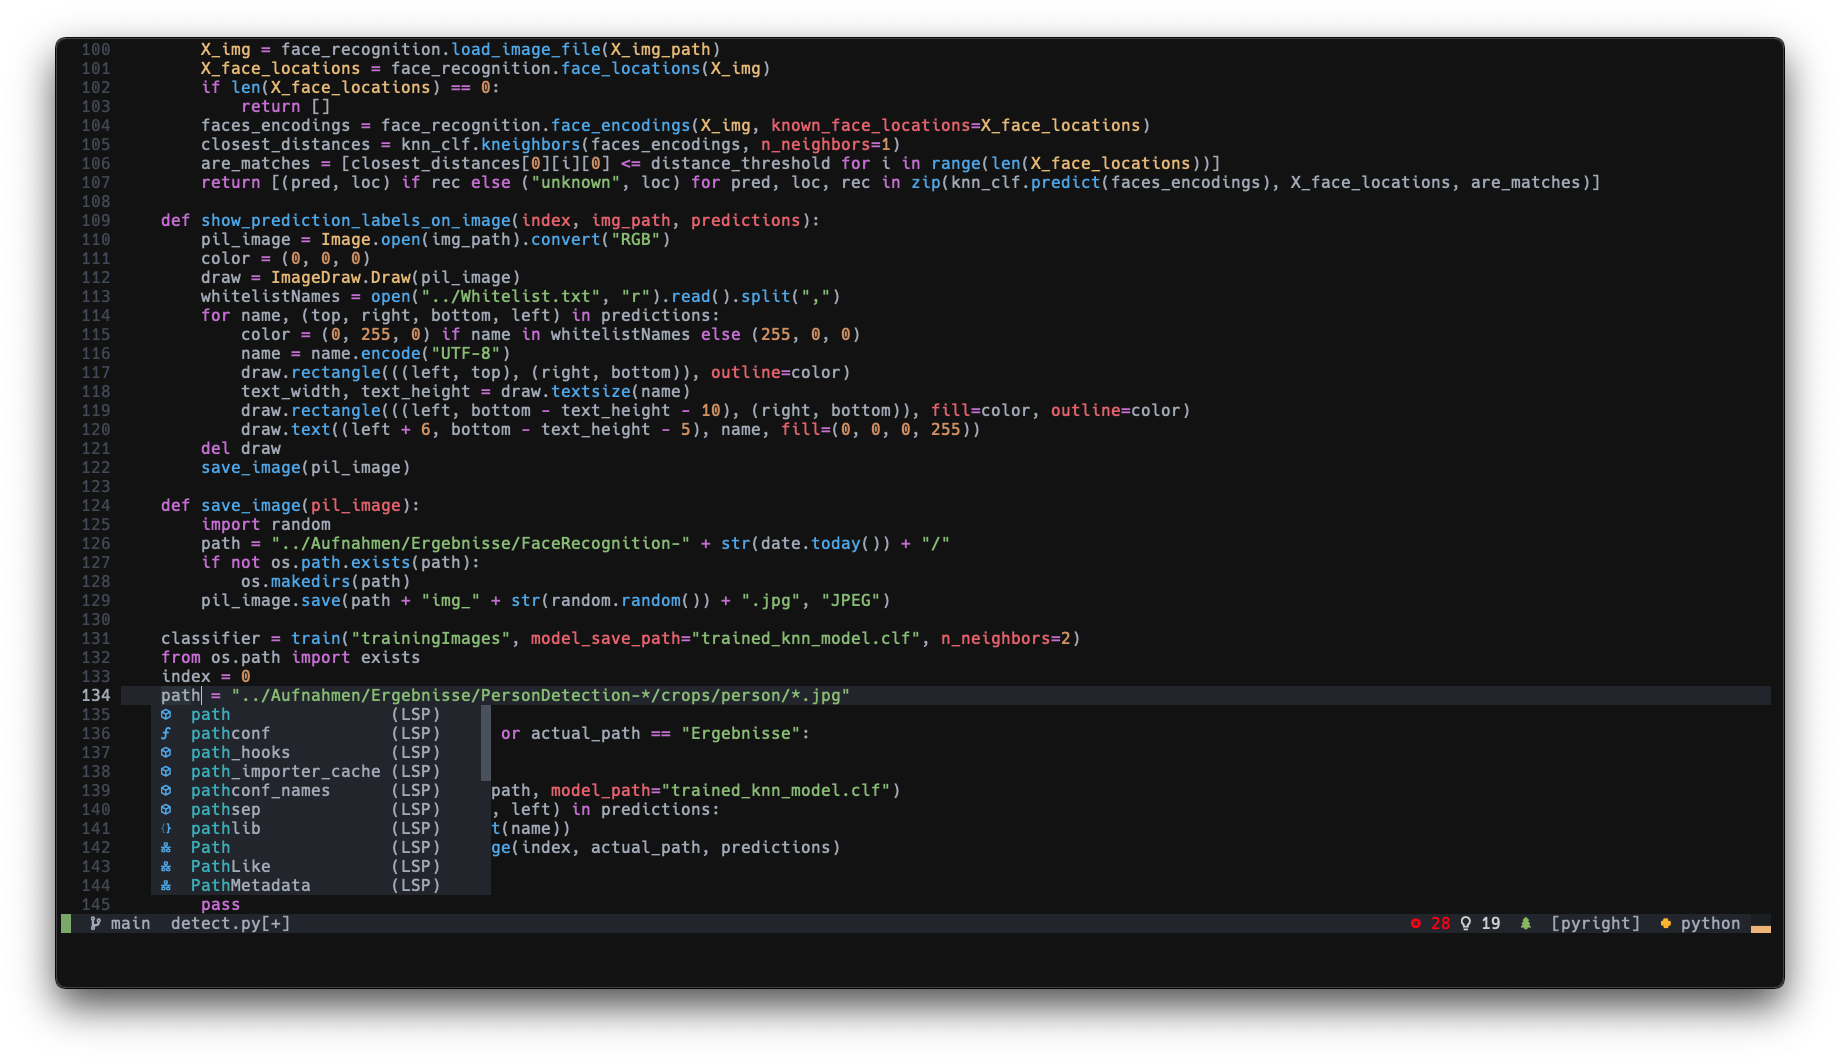 100 X_img = face_recognition.load_image_file(X_img_path)
101 X_face_locations = face_recognition.face_locations(X_img)
102 if len(X_face_locations) == 0:
103 return []
104 faces_encodings = face_recognition.face_encodings(X_img, known_face_locations=X_face_locations)
105 closest_distances = knn_clf.kneighbors(faces_encodings, n_neighbors=1)
106 are_matches = [closest_distances[0][i][0] <= distance_threshold for i in range(len(X_face_locations))]
107 return [(pred, loc) if rec else ("unknown", loc) for pred, loc, rec in zip(knn_clf.predict(faces_encodings), X_face_locations, are_matches)]
108
109 def show_prediction_labels_on_image(index, img_path, predictions):
110 pil_image = Image.open(img_path).convert("RGB")
111 color = (0, 0, 0)
112 draw = ImageDraw.Draw(pil_image)
113 whitelistNames = open("../Whitelist.txt", "r").read().split(",")
114 for name, (top, right, bottom, left) in predictions:
115 color = (0, 255, 0) if name in whitelistNames else (255, 0, 0)
116 name = name.encode("UTF-8")
117 draw.rectangle(((left, top), (right, bottom)), outline=color)
118 text_width, text_height = draw.textsize(name)
119 draw.rectangle(((left, bottom - text_height - 10), (right, bottom)), fill=color, outline=color)
120 draw.text((left + 6, bottom - text_height - 5), name, fill=(0, 0, 0, 255))
121 del draw
122 save_image(pil_image)
123
124 def save_image(pil_image):
125 import random
126 path = "../Aufnahmen/Ergebnisse/FaceRecognition-" + str(date.today()) + "/"
127 if not os.path.exists(path):
128 os.makedirs(path)
129 pil_image.save(path + "img_" + str(random.random()) + ".jpg", "JPEG")
130
131 classifier = train("trainingImages", model_save_path="trained_knn_model.clf", n_neighbors=2)
132 from os.path import exists
133 index = 0
134 path = "../Aufnahmen/Ergebnisse/PersonDetection-*/crops/person/*.jpg"
135 path (LSP)
136 pathconf (LSP) or actual_path == "Ergebnisse":
137 path_hooks (LSP)
138 path_importer_cache (LSP)
139 pathconf_names (LSP) path, model_path="trained_knn_model.clf")
140 pathsep (LSP) , left) in predictions:
141 pathlib (LSP) t(name))
142 Path (LSP) ge(index, actual_path, predictions)
143 PathLike (LSP)
144 PathMetadata (LSP)
145 pass
main detect.py[+] 28 19 [pyright] python